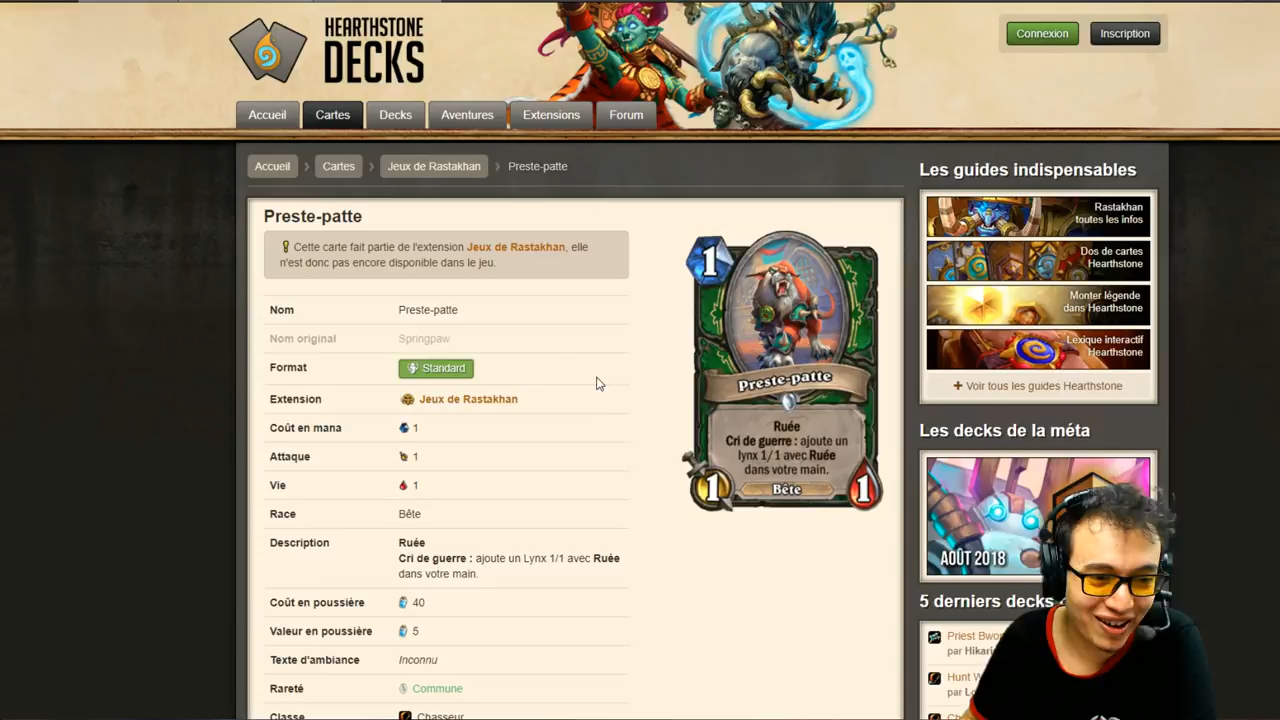 HEARTHSTONE
DECKS
Connexion
Inscription
Accueil
Cartes
Decks
Aventures
Extensions
Forum
Accueil
Cartes
Jeux de Rastakhan
Preste-patte
Preste-patte
Cette carte fait partie de l'extension Jeux de Rastakhan, elle
n'est donc pas encore disponible dans le jeu.
Nom Preste-patte
Nom original Springpaw
Format Standard
Extension Jeux de Rastakhan
Coût en mana 1
Attaque 1
Vie 1
Race Bête
Description Ruée
Cri de guerre : ajoute un Lynx 1/1 avec Ruée
dans votre main.
Coût en poussière 40
Valeur en poussière 5
Texte d'ambiance Inconnu
Rareté Commune
Classe Chasseur
1
Preste-patte
Ruée
Cri de guerre : ajoute un
lynx 1/1 avec Ruée
dans votre main.
1
Bête
1
Les guides indispensables
Rastakhan
toutes les infos
Dos de cartes
Hearthstone
Monter légende
dans Hearthstone
Lexique interactif
Hearthstone
Voir tous les guides Hearthstone
Les decks de la méta
AOÛT 2018
5 derniers decks
Priest
par
Hunt
par